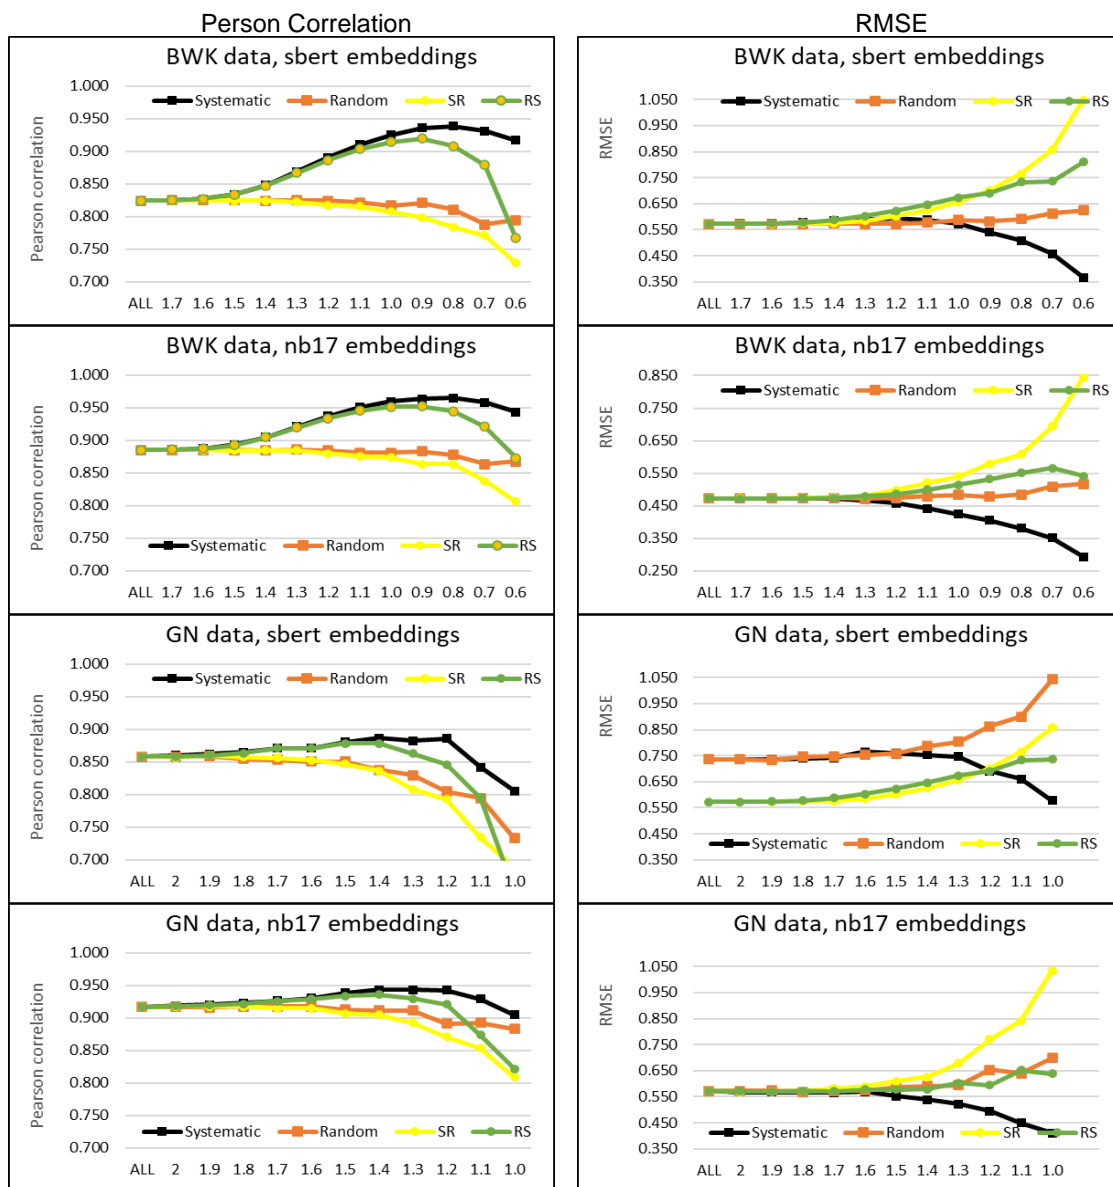 Person Correlation
RMSE
BWK data, sbert embeddings
Pearson correlation
1.000
0.950
0.900
0.850
0.800
0.750
0.700
Systematic Random SR RS
ALL 1.7 1.6 1.5 1.4 1.3 1.2 1.1 1.0 0.9 0.8 0.7 0.6
BWK data, sbert embeddings
RMSE
1.050
0.950
0.850
0.750
0.650
0.550
0.450
0.350
Systematic Random SR RS
ALL 1.7 1.6 1.5 1.4 1.3 1.2 1.1 1.0 0.9 0.8 0.7 0.6
BWK data, nb17 embeddings
Pearson correlation
1.000
0.950
0.900
0.850
0.800
0.750
0.700
Systematic Random SR RS
ALL 1.7 1.6 1.5 1.4 1.3 1.2 1.1 1.0 0.9 0.8 0.7 0.6
BWK data, nb17 embeddings
RMSE
0.850
0.750
0.650
0.550
0.450
0.350
0.250
Systematic Random SR RS
ALL 1.7 1.6 1.5 1.4 1.3 1.2 1.1 1.0 0.9 0.8 0.7 0.6
GN data, sbert embeddings
Pearson correlation
1.000
0.950
0.900
0.850
0.800
0.750
0.700
Systematic Random SR RS
ALL 2 1.9 1.8 1.7 1.6 1.5 1.4 1.3 1.2 1.1 1.0
GN data, sbert embeddings
RMSE
1.050
0.950
0.850
0.750
0.650
0.550
0.450
0.350
Systematic Random SR RS
ALL 2 1.9 1.8 1.7 1.6 1.5 1.4 1.3 1.2 1.1 1.0
GN data, nb17 embeddings
Pearson correlation
1.000
0.950
0.900
0.850
0.800
0.750
0.700
Systematic Random SR RS
ALL 2 1.9 1.8 1.7 1.6 1.5 1.4 1.3 1.2 1.1 1.0
GN data, nb17 embeddings
RMSE
1.050
0.950
0.850
0.750
0.650
0.550
0.450
0.350
Systematic Random SR RS
ALL 2 1.9 1.8 1.7 1.6 1.5 1.4 1.3 1.2 1.1 1.0